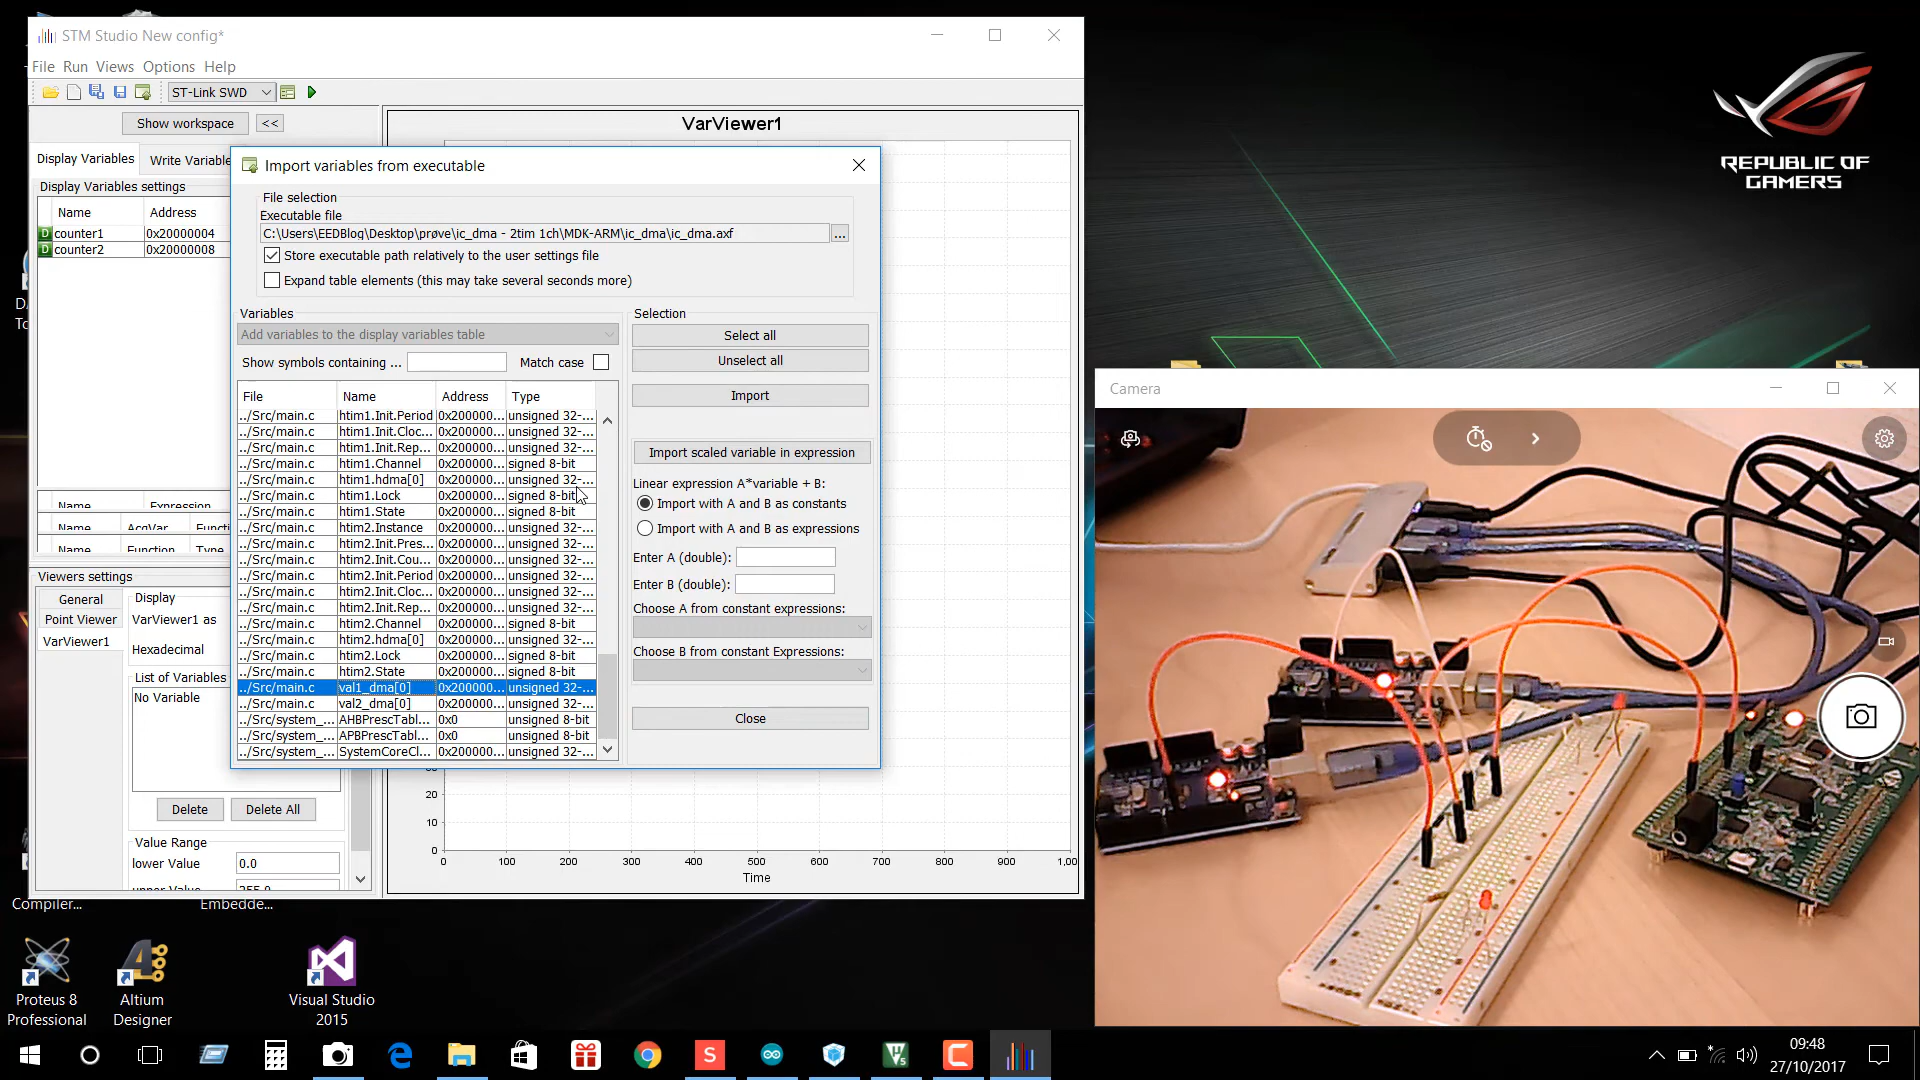 STM Studio New config*
File Run Views Options Help
ST-Link SWD
Show workspace <<
Display Variables Write Variable
Display Variables settings
Name Address
D counter1 0x20000004
D counter2 0x20000008
Name Expression
Name AcqVar Functi
Name Function Type
Viewers settings
General
Point Viewer
VarViewer1
Display
VarViewer1 as
Hexadecimal
List of Variables
No Variable
Delete Delete All
Value Range
lower Value 0.0
upper Value 255.0
VarViewer1
20
10
0
0 100 200 300 400 500 600 700 800 900 1,00
Time
Import variables from executable
File selection
Executable file
C:\Users\EEDBlog\Desktop\prøve\ic_dma - 2tim 1ch\MDK-ARM\ic_dma\ic_dma.axf ...
Store executable path relatively to the user settings file
Expand table elements (this may take several seconds more)
Variables
Add variables to the display variables table
Show symbols containing ... Match case
File Name Address Type
../Src/main.c htim1.Init.Period 0x200000... unsigned 32-...
../Src/main.c htim1.Init.Cloc... 0x200000... unsigned 32-...
../Src/main.c htim1.Init.Rep... 0x200000... unsigned 32-...
../Src/main.c htim1.Channel 0x200000... signed 8-bit
../Src/main.c htim1.hdma[0] 0x200000... unsigned 32-...
../Src/main.c htim1.Lock 0x200000... signed 8-bit
../Src/main.c htim1.State 0x200000... signed 8-bit
../Src/main.c htim2.Instance 0x200000... unsigned 32-...
../Src/main.c htim2.Init.Pres... 0x200000... unsigned 32-...
../Src/main.c htim2.Init.Cou... 0x200000... unsigned 32-...
../Src/main.c htim2.Init.Period 0x200000... unsigned 32-...
../Src/main.c htim2.Init.Cloc... 0x200000... unsigned 32-...
../Src/main.c htim2.Init.Rep... 0x200000... unsigned 32-...
../Src/main.c htim2.Channel 0x200000... signed 8-bit
../Src/main.c htim2.hdma[0] 0x200000... unsigned 32-...
../Src/main.c htim2.Lock 0x200000... signed 8-bit
../Src/main.c htim2.State 0x200000... signed 8-bit
../Src/main.c val1_dma[0] 0x200000... unsigned 32-...
../Src/main.c val2_dma[0] 0x200000... unsigned 32-...
../Src/system_... AHBPrescTabl... 0x0 unsigned 8-bit
../Src/system_... APBPrescTabl... 0x0 unsigned 8-bit
../Src/system_... SystemCoreCl... 0x200000... unsigned 32-...
Selection
Select all
Unselect all
Import
Import scaled variable in expression
Linear expression A*variable + B:
Import with A and B as constants
Import with A and B as expressions
Enter A (double):
Enter B (double):
Choose A from constant expressions:
Choose B from constant Expressions:
Close
REPUBLIC OF
GAMERS
Camera
Compiler... Embedde...
Proteus 8
Professional
Altium
Designer
Visual Studio
2015
09:48
27/10/2017